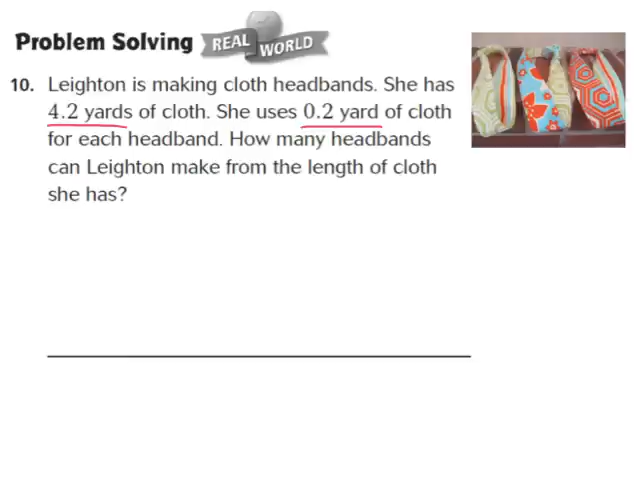 Problem Solving REAL WORLD
10. Leighton is making cloth headbands. She has
4.2 yards of cloth. She uses 0.2 yard of cloth
for each headband. How many headbands
can Leighton make from the length of cloth
she has?